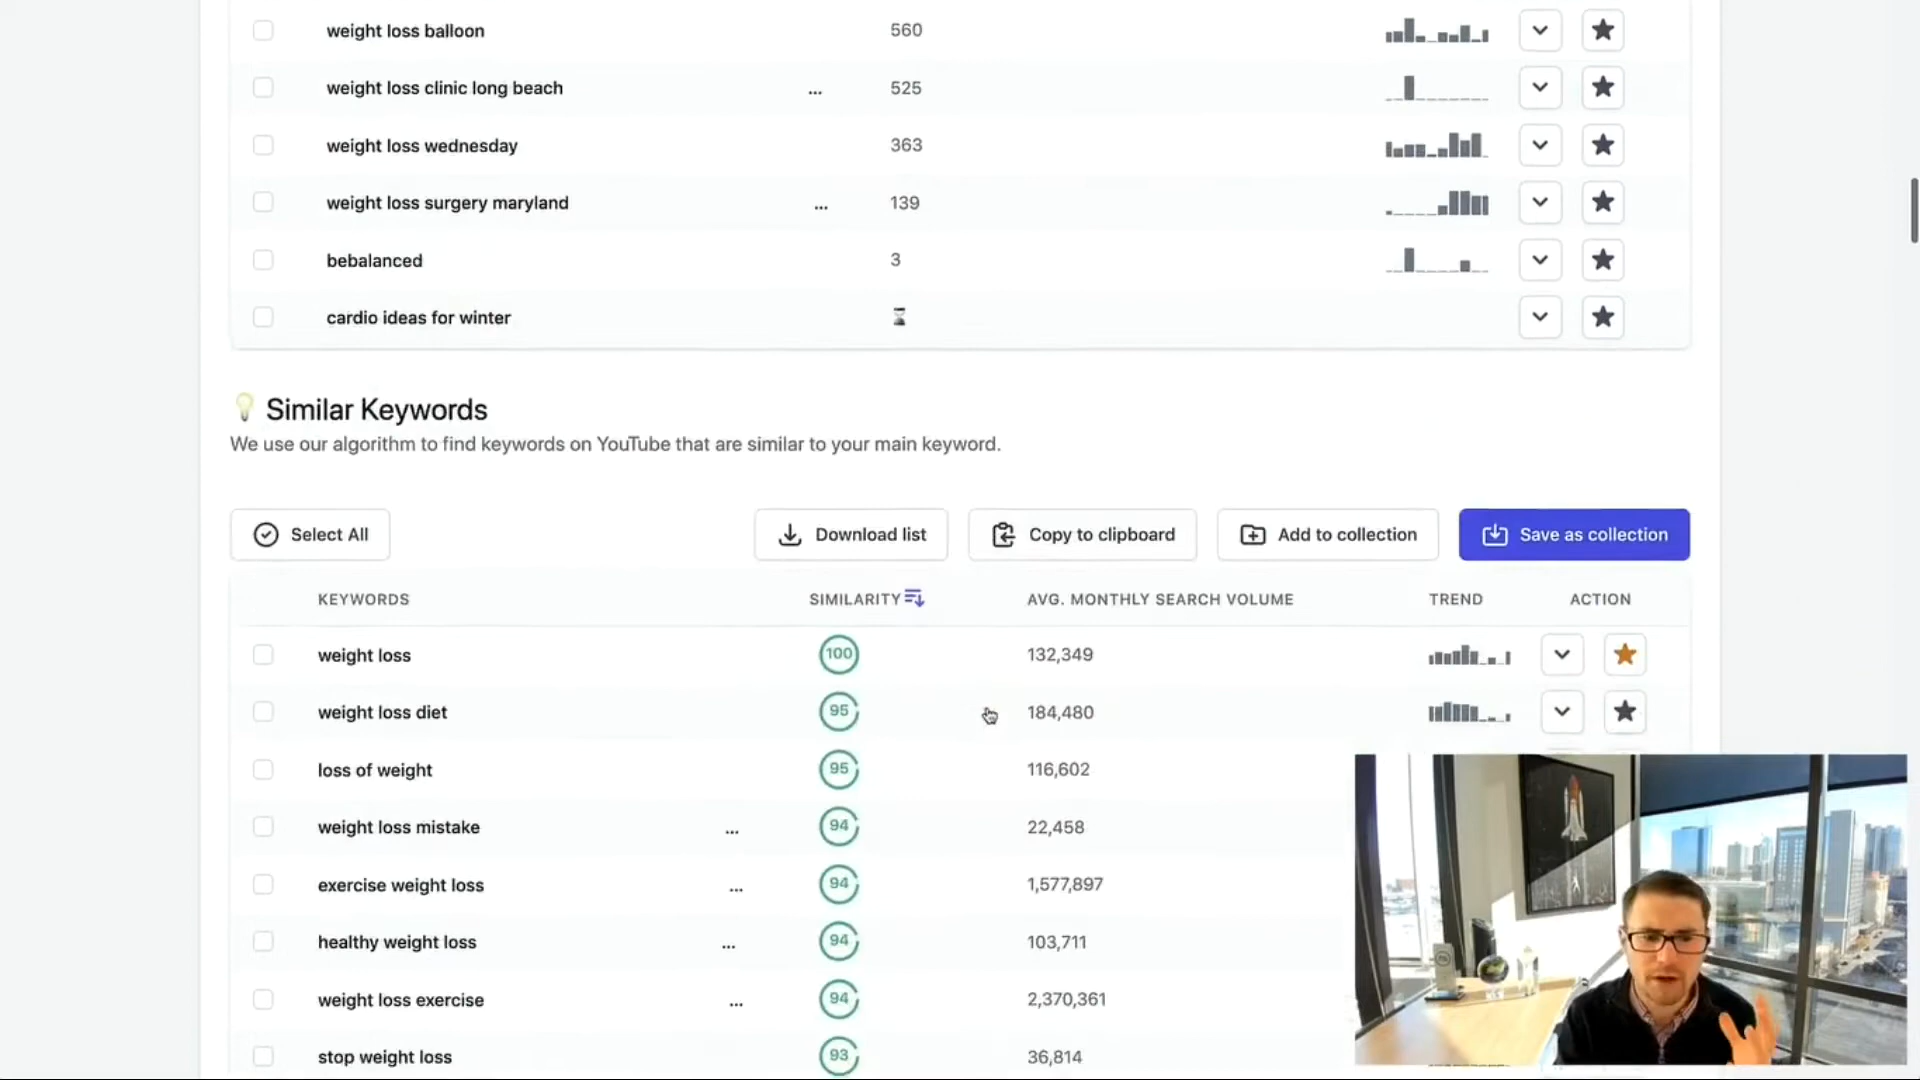 weight loss balloon 560
weight loss clinic long beach ... 525
weight loss wednesday 363
weight loss surgery maryland ... 139
bebalanced 3
cardio ideas for winter
Similar Keywords
We use our algorithm to find keywords on YouTube that are similar to your main keyword.
Select All Download list Copy to clipboard Add to collection Save as collection
KEYWORDS SIMILARITY AVG. MONTHLY SEARCH VOLUME TREND ACTION
weight loss 100 132,349
weight loss diet 95 184,480
loss of weight 95 116,602
weight loss mistake ... 94 22,458
exercise weight loss ... 94 1,577,897
healthy weight loss ... 94 103,711
weight loss exercise ... 94 2,370,361
stop weight loss 93 36,814